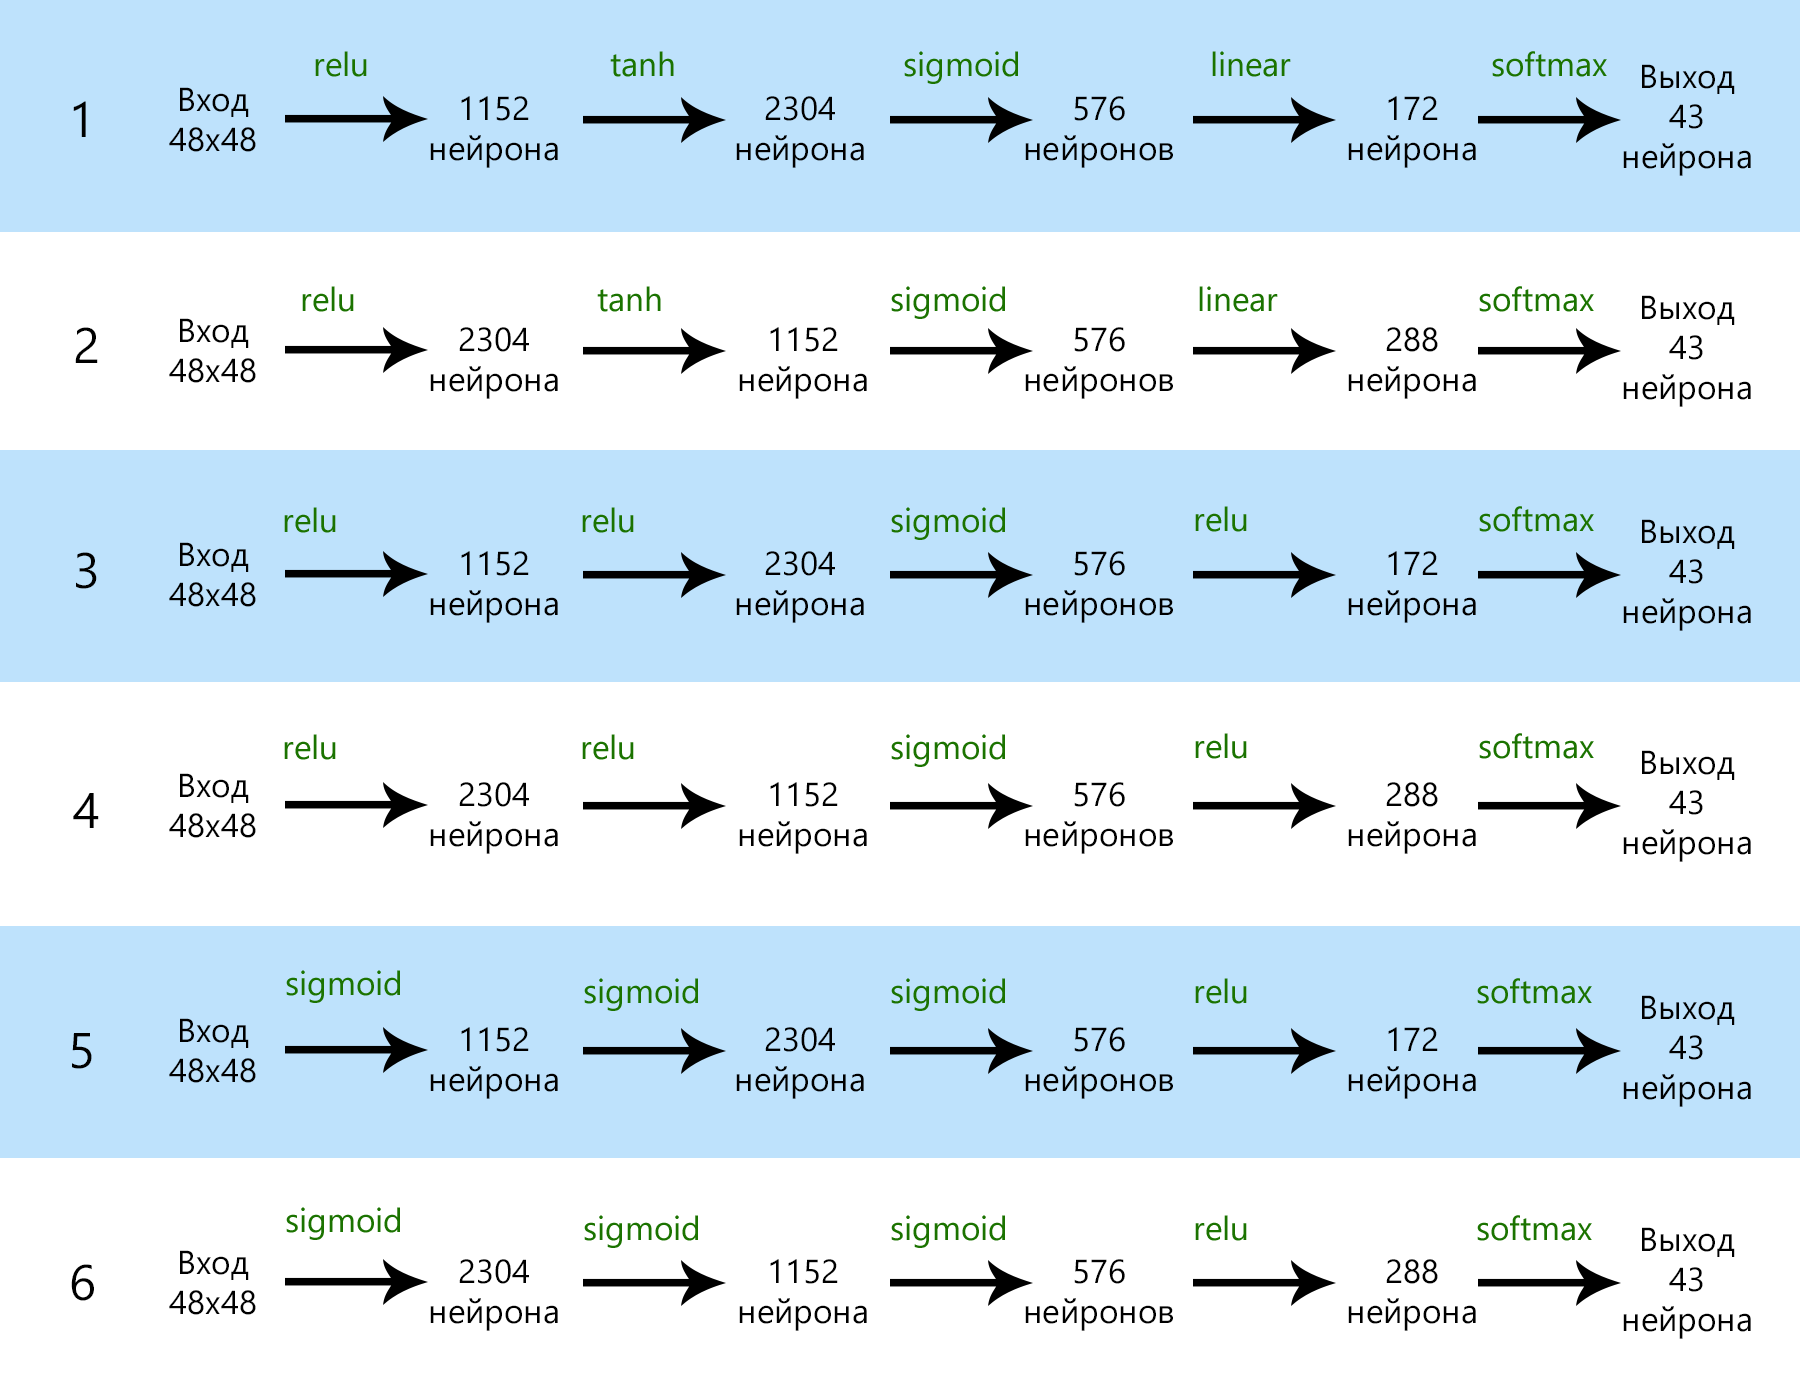 1
relu
tanh
sigmoid
linear
softmax
Вход
48x48
1152
нейрона
2304
нейрона
576
нейронов
172
нейрона
Выход
43
нейрона
2
relu
tanh
sigmoid
linear
softmax
Вход
48x48
2304
нейрона
1152
нейрона
576
нейронов
288
нейрона
Выход
43
нейрона
3
relu
relu
sigmoid
relu
softmax
Вход
48x48
1152
нейрона
2304
нейрона
576
нейронов
172
нейрона
Выход
43
нейрона
4
relu
relu
sigmoid
relu
softmax
Вход
48x48
2304
нейрона
1152
нейрона
576
нейронов
288
нейрона
Выход
43
нейрона
5
sigmoid
sigmoid
sigmoid
relu
softmax
Вход
48x48
1152
нейрона
2304
нейрона
576
нейронов
172
нейрона
Выход
43
нейрона
6
sigmoid
sigmoid
sigmoid
relu
softmax
Вход
48x48
2304
нейрона
1152
нейрона
576
нейронов
288
нейрона
Выход
43
нейрона